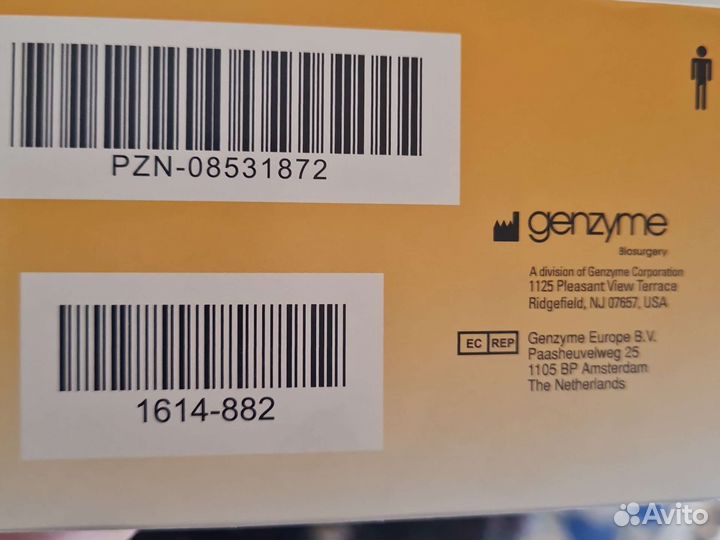 PZN-08531872
genzyme
Biosurgery
A division of Genzyme Corporation
1125 Pleasant View Terrace
Ridgefield, NJ 07657, USA
EC REP
Genzyme Europe B.V.
Paasheuvelweg 25
1105 BP Amsterdam
The Netherlands
1614-882
Avito